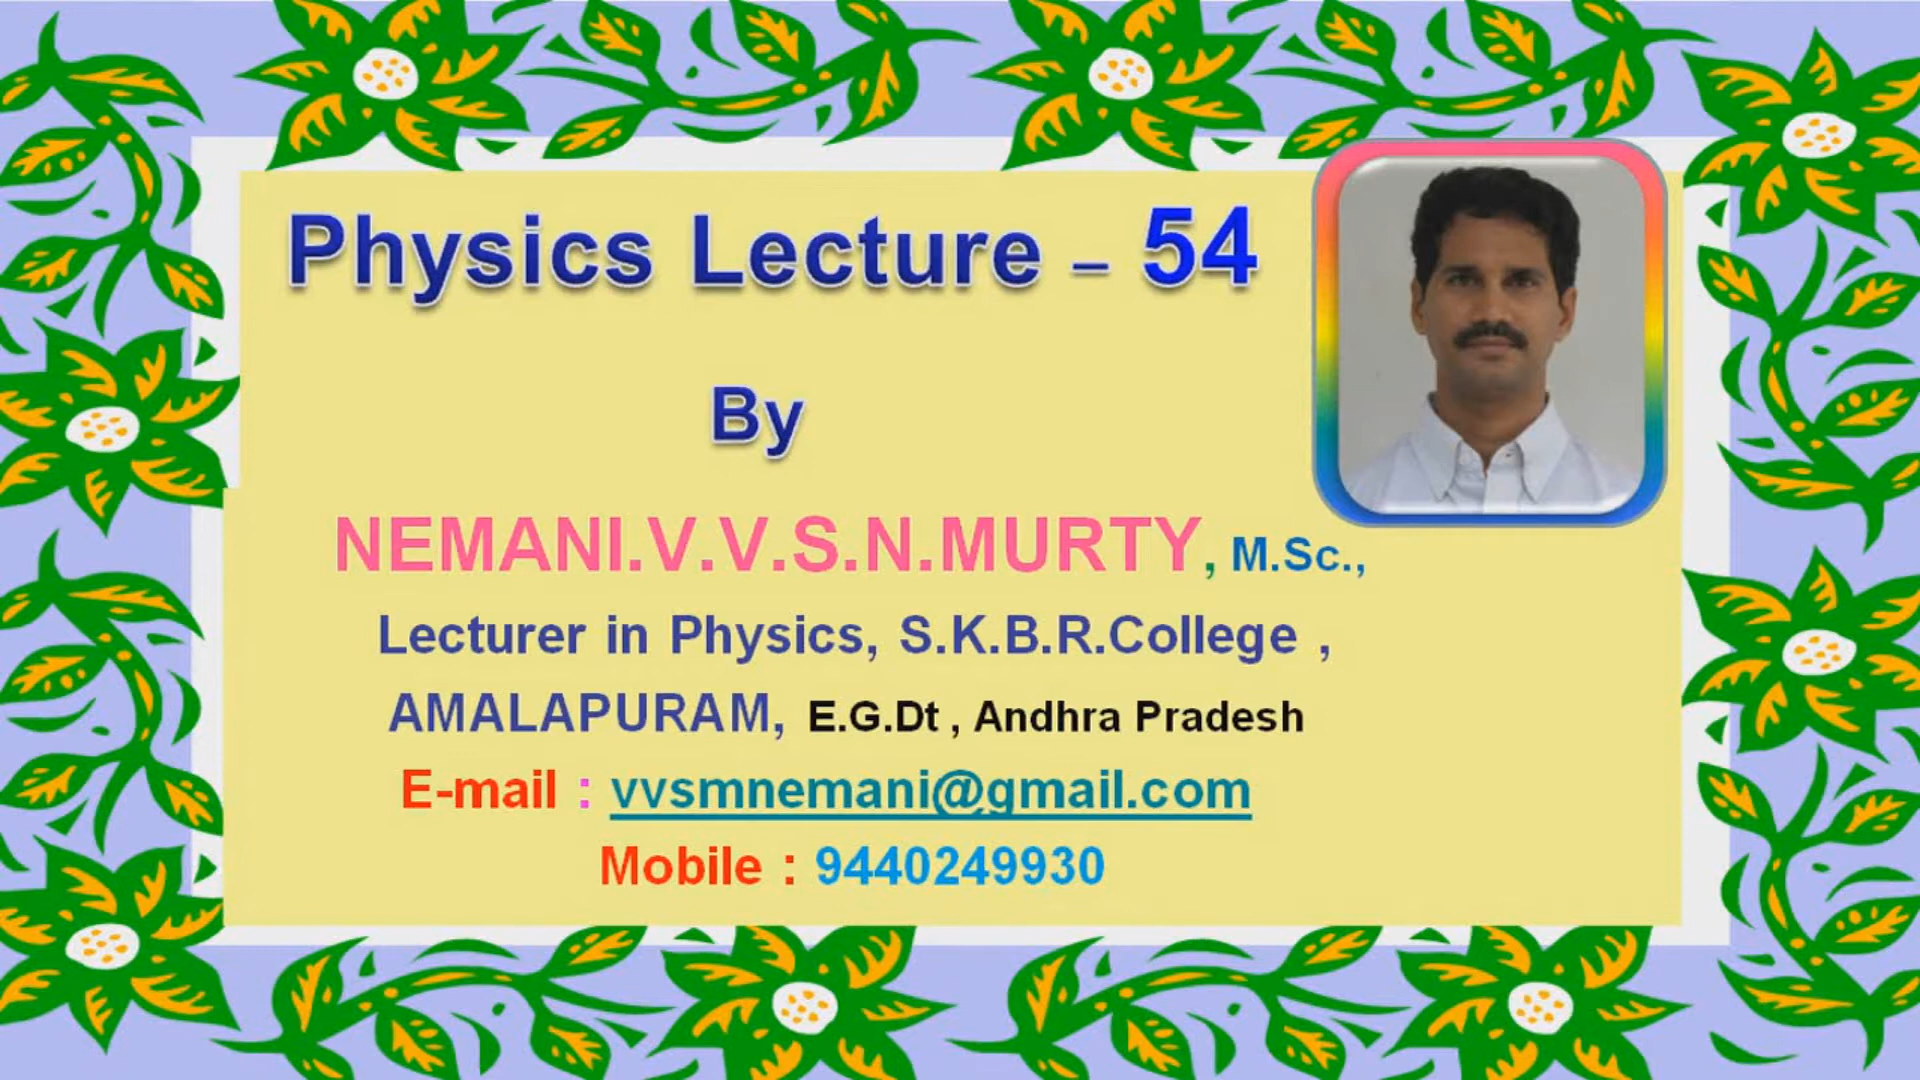 Physics Lecture – 54
By
NEMANI.V.V.S.N.MURTY, M.Sc.,
Lecturer in Physics, S.K.B.R.College ,
AMALAPURAM, E.G.Dt , Andhra Pradesh
E-mail : vvsmnemani@gmail.com
Mobile : 9440249930